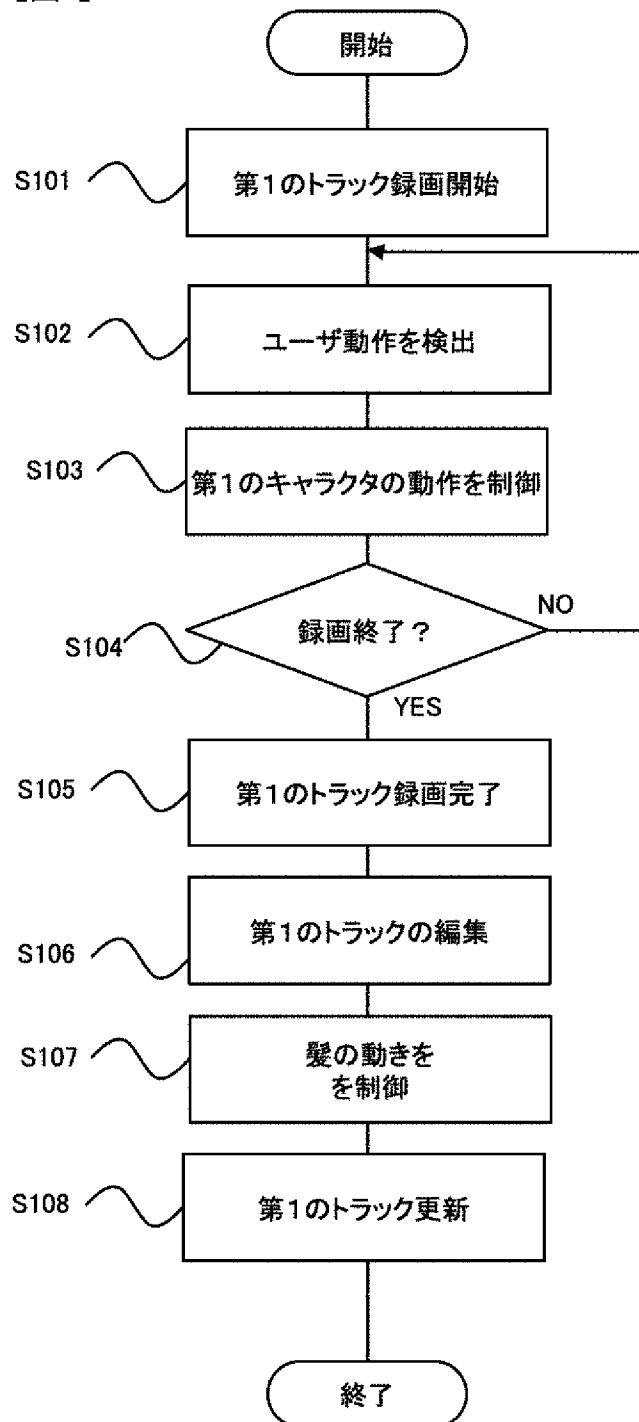 開始
S101
第1のトラック録画開始
S102
ユーザ動作を検出
S103
第1のキャラクタの動作を制御
S104
録画終了？
NO
YES
S105
第1のトラック録画完了
S106
第1のトラックの編集
S107
髪の動きを
を制御
S108
第1のトラック更新
終了